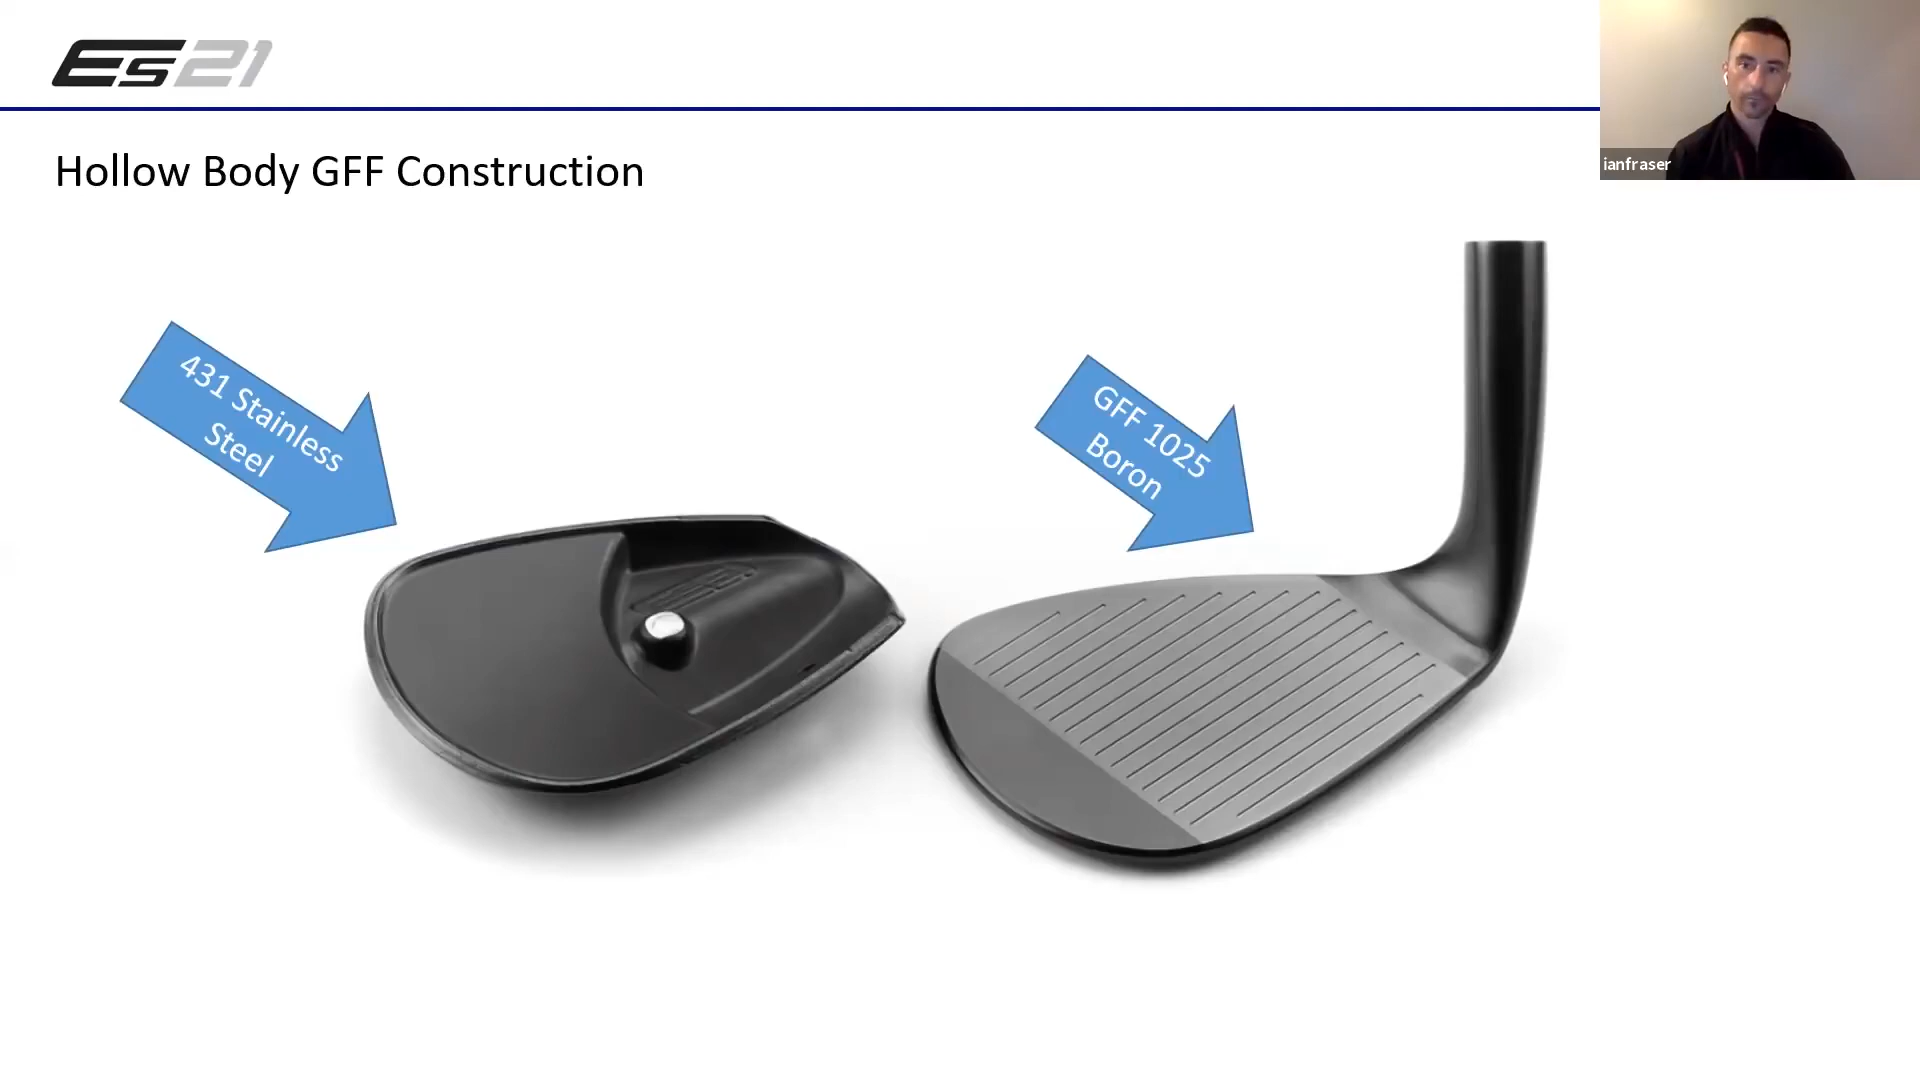 ES21
ianfraser
Hollow Body GFF Construction
431 Stainless
Steel
GFF 1025
Boron